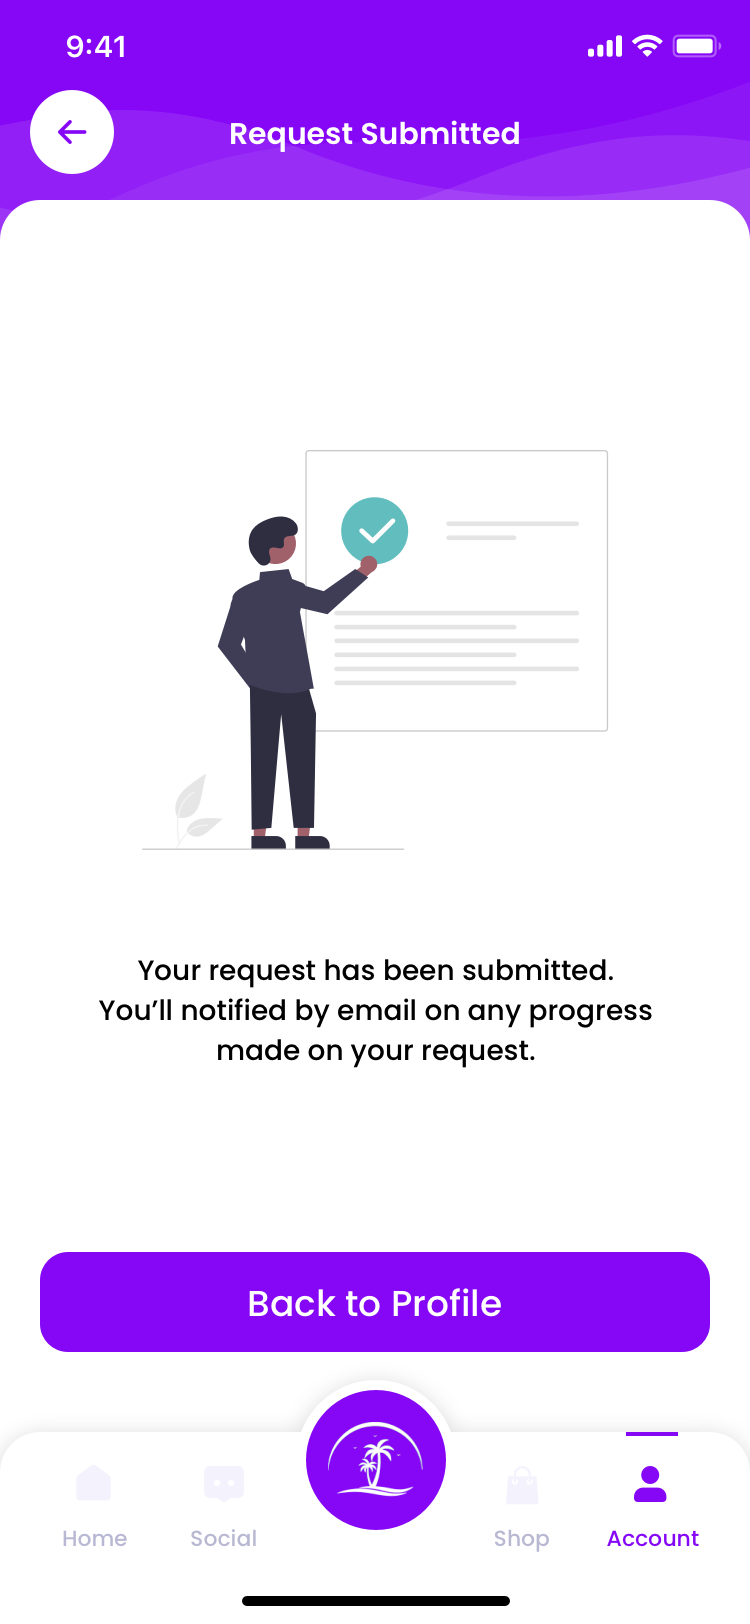 9:41
Request Submitted
Your request has been submitted.
You’ll notified by email on any progress
made on your request.
Back to Profile
Home
Social
Shop
Account